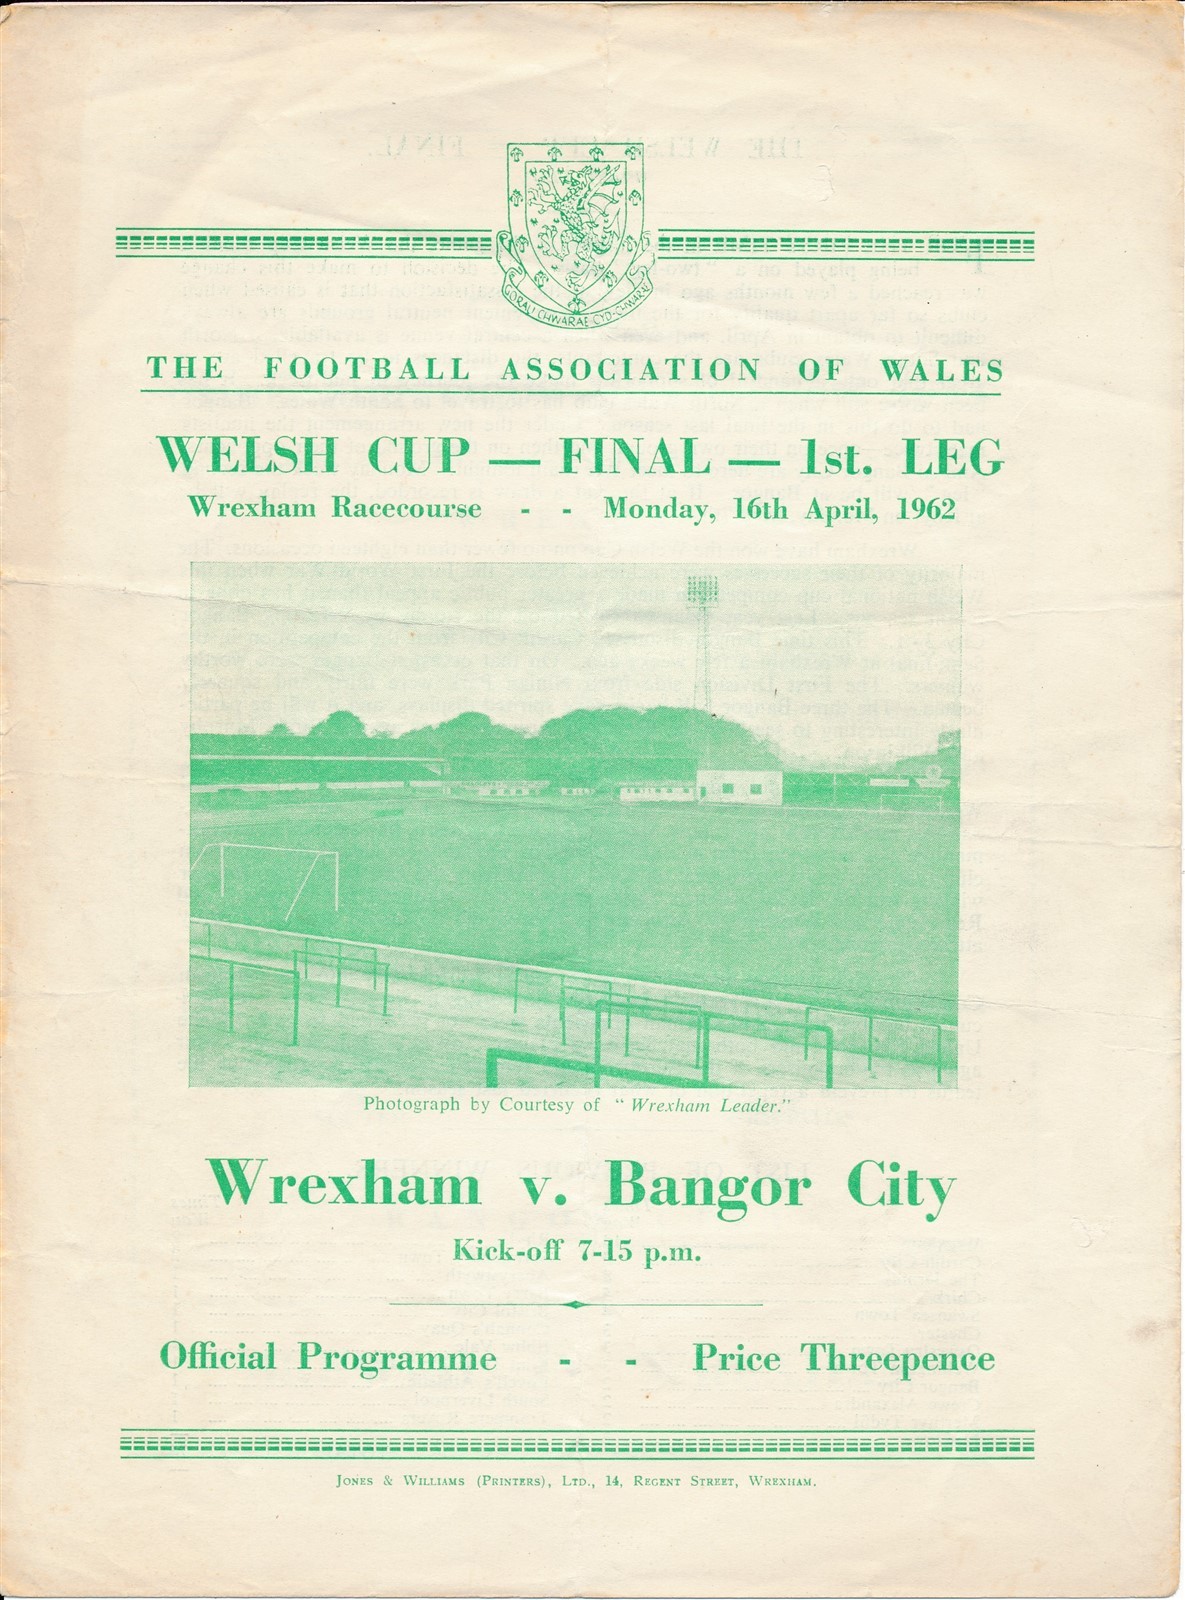 GORAU CHWARAE CYD-CHWARAE
THE FOOTBALL ASSOCIATION OF WALES
WELSH CUP — FINAL — 1st. LEG
Wrexham Racecourse - - Monday, 16th April, 1962
Photograph by Courtesy of "Wrexham Leader."
Wrexham v. Bangor City
Kick-off 7-15 p.m.
Official Programme - - Price Threepence
JONES & WILLIAMS (PRINTERS), LTD., 14, REGENT STREET, WREXHAM.